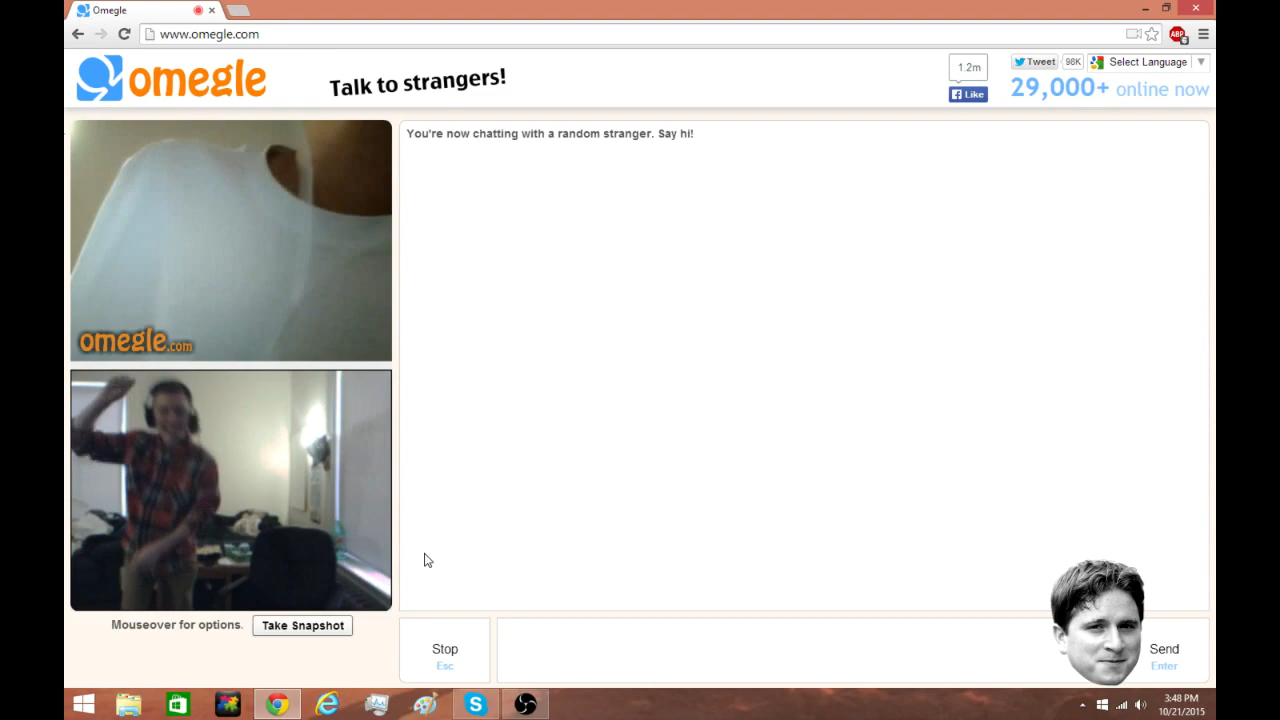 Omegle
www.omegle.com
omegle
Talk to strangers!
1.2m
Like
Tweet
98K
Select Language
29,000+ online now
You're now chatting with a random stranger. Say hi!
omegle.com
Mouseover for options.
Take Snapshot
Stop
Esc
Send
Enter
ABP
3:48 PM
10/21/2015